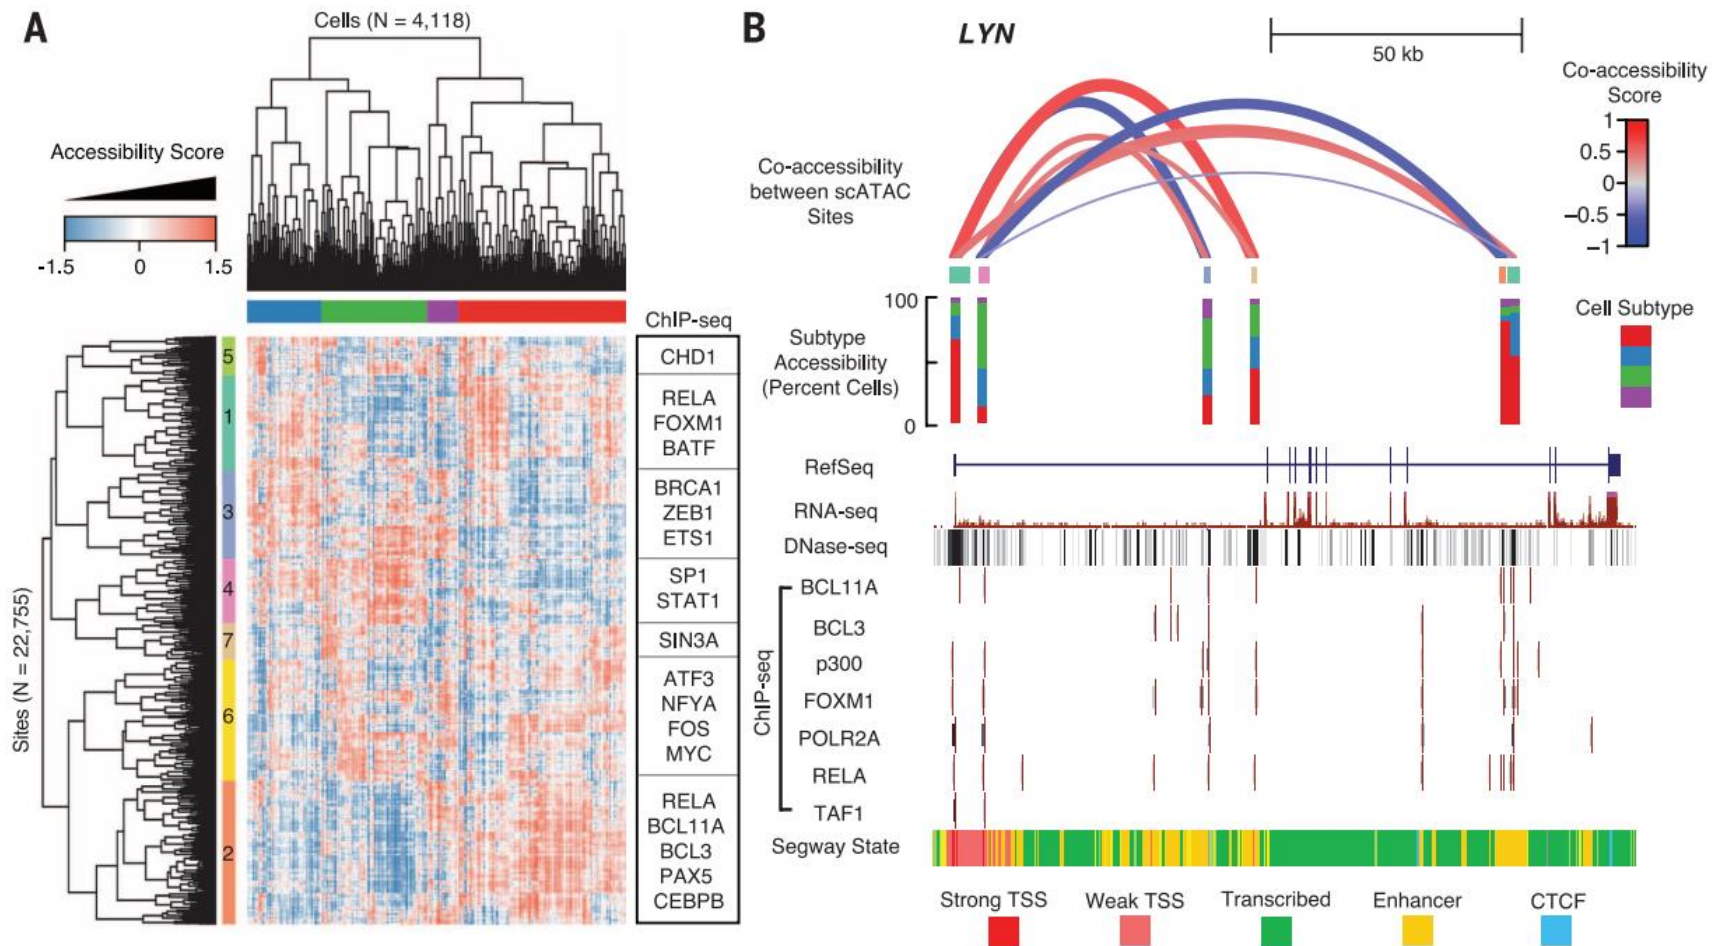 A
Cells (N = 4,118)
Accessibility Score
-1.5 0 1.5
ChIP-seq
Sites (N = 22,755)
5
CHD1
1
RELA
FOXM1
BATF
3
BRCA1
ZEB1
ETS1
4
SP1
STAT1
7
SIN3A
6
ATF3
NFYA
FOS
MYC
2
RELA
BCL11A
BCL3
PAX5
CEBPB
B
LYN
50 kb
Co-accessibility
Score
1
0.5
0
−0.5
−1
Co-accessibility
between scATAC
Sites
100
Subtype
Accessibility
(Percent Cells)
0
Cell Subtype
RefSeq
RNA-seq
DNase-seq
ChIP-seq
BCL11A
BCL3
p300
FOXM1
POLR2A
RELA
TAF1
Segway State
Strong TSS Weak TSS Transcribed Enhancer CTCF